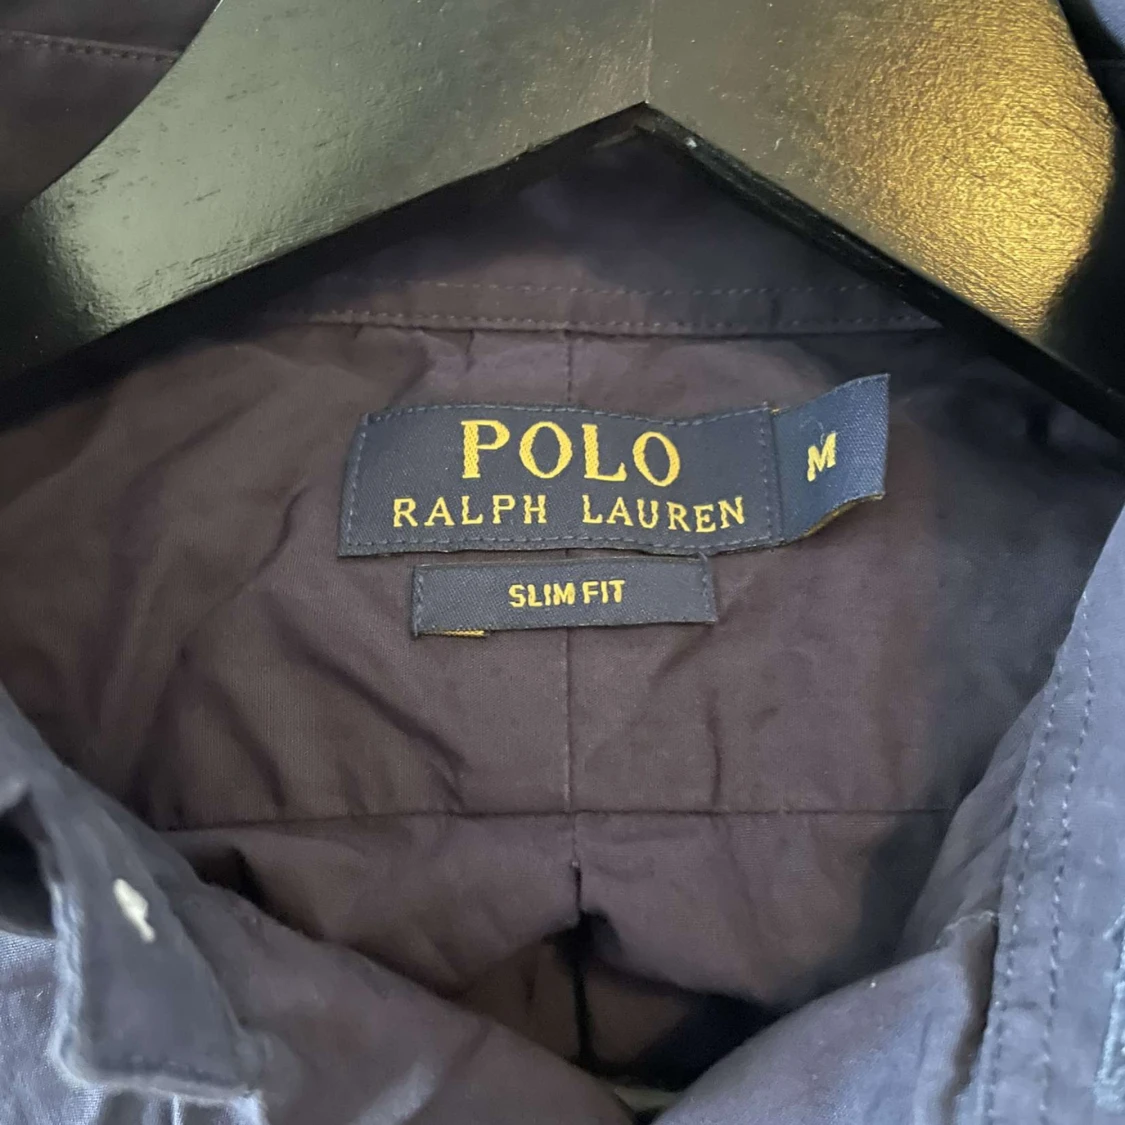 POLO
RALPH LAUREN
M
SLIM FIT